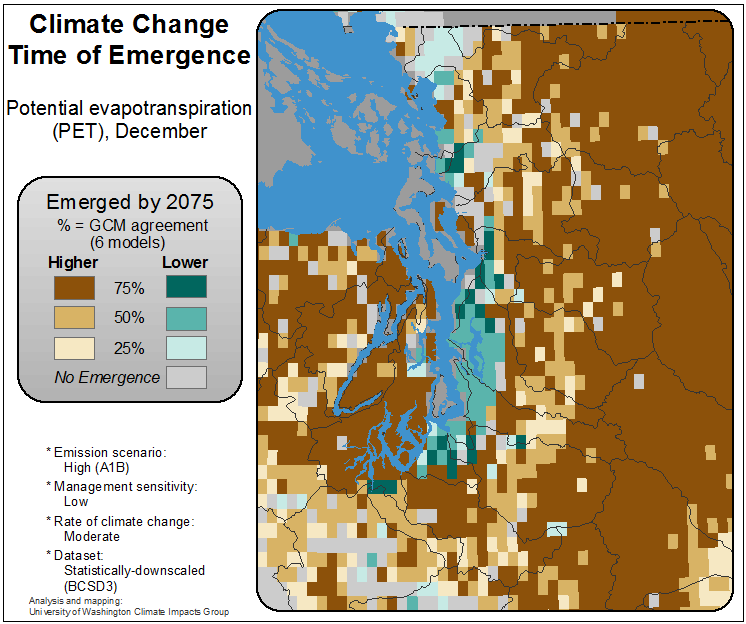 Climate Change
Time of Emergence
Potential evapotranspiration
(PET), December
Emerged by 2075
% = GCM agreement
(6 models)
Higher Lower
75%
50%
25%
No Emergence
* Emission scenario:
High (A1B)
* Management sensitivity:
Low
* Rate of climate change:
Moderate
* Dataset:
Statistically-downscaled
(BCSD3)
Analysis and mapping:
University of Washington Climate Impacts Group